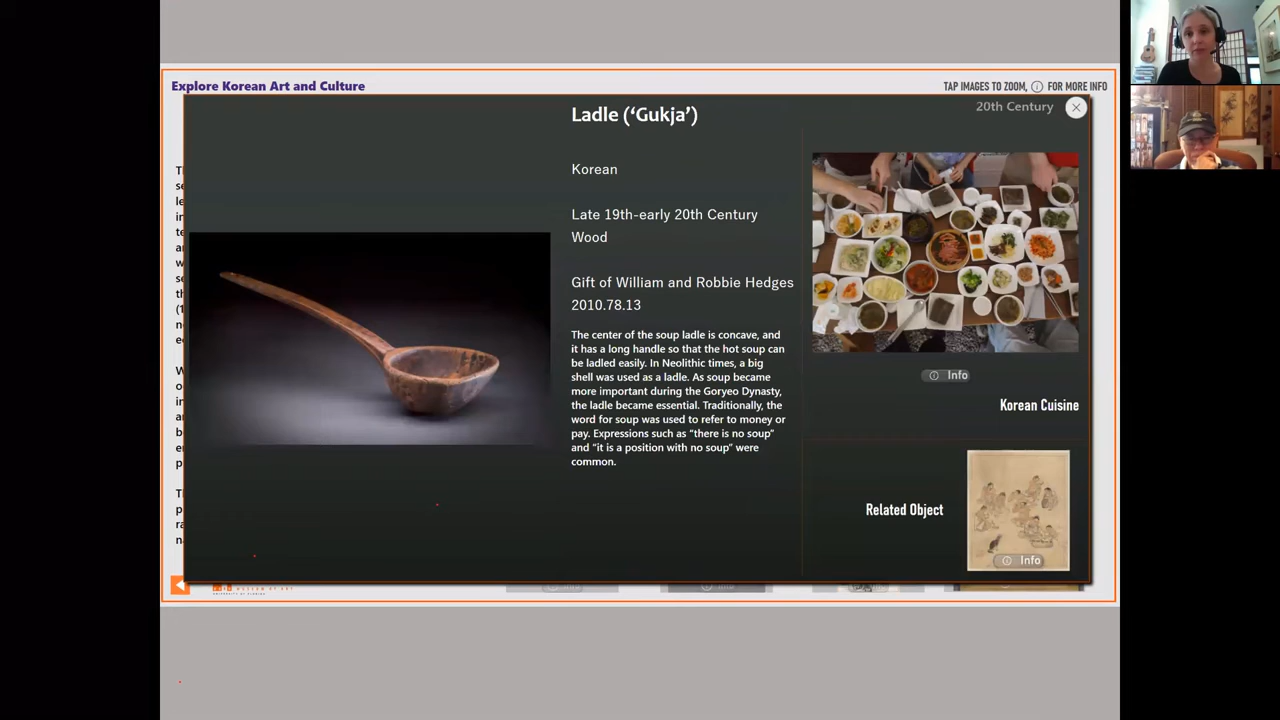 Explore Korean Art and Culture
TAP IMAGES TO ZOOM, ⓘ FOR MORE INFO
Ladle (‘Gukja’)
20th Century
Korean
Late 19th-early 20th Century
Wood
Gift of William and Robbie Hedges
2010.78.13
The center of the soup ladle is concave, and
it has a long handle so that the hot soup can
be ladled easily. In Neolithic times, a big
shell was used as a ladle. As soup became
more important during the Goryeo Dynasty,
the ladle became essential. Traditionally, the
word for soup was used to refer to money or
pay. Expressions such as “there is no soup”
and “it is a position with no soup” were
common.
Info
Korean Cuisine
Related Object
Info